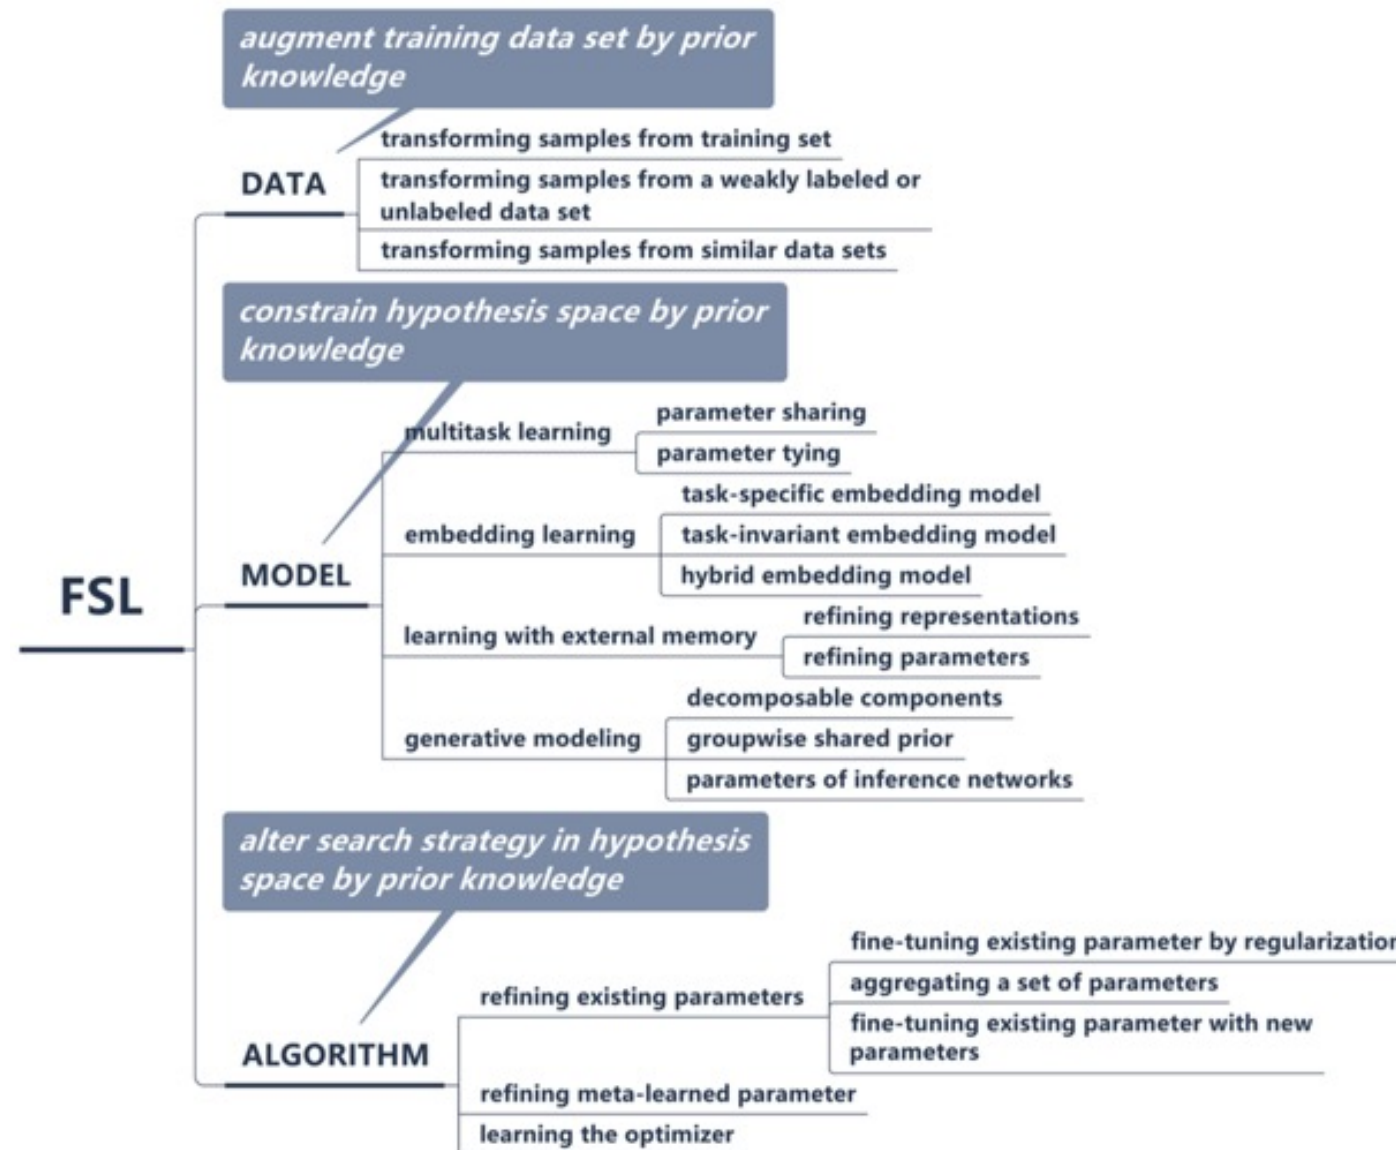 augment training data set by prior
knowledge
transforming samples from training set
DATA
transforming samples from a weakly labeled or
unlabeled data set
transforming samples from similar data sets
constrain hypothesis space by prior
knowledge
parameter sharing
multitask learning
parameter tying
task-specific embedding model
embedding learning
task-invariant embedding model
MODEL
hybrid embedding model
FSL
refining representations
learning with external memory
refining parameters
decomposable components
generative modeling
groupwise shared prior
parameters of inference networks
alter search strategy in hypothesis
space by prior knowledge
fine-tuning existing parameter by regularization
refining existing parameters
aggregating a set of parameters
fine-tuning existing parameter with new
parameters
ALGORITHM
refining meta-learned parameter
learning the optimizer